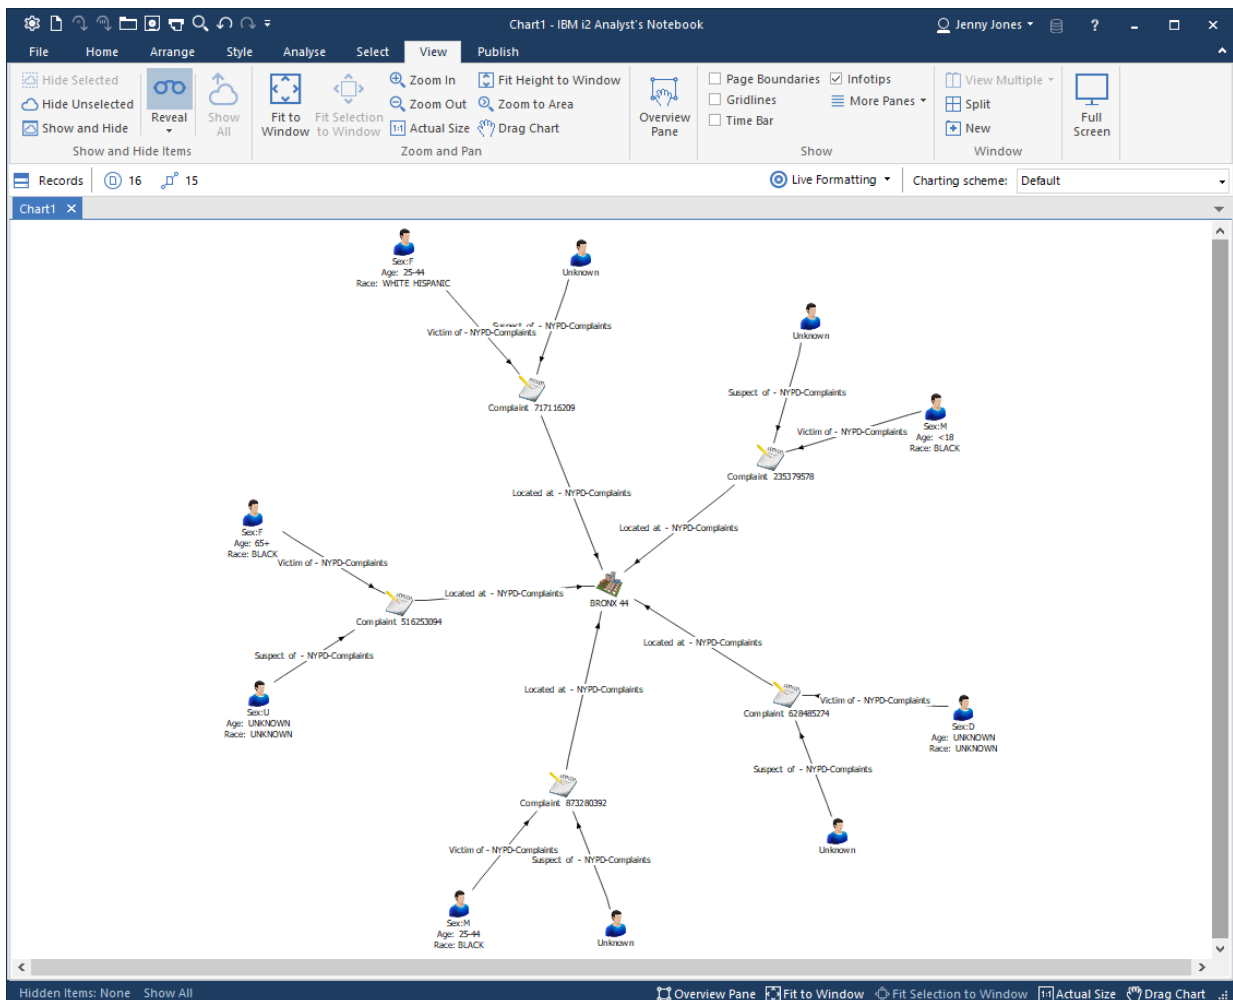 Chart1 - IBM i2 Analyst's Notebook
Jenny Jones
?
File Home Arrange Style Analyse Select View Publish
Hide Selected
Hide Unselected
Show and Hide
Reveal
Show All
Show and Hide Items
Fit to Window
Fit Selection to Window
Zoom In
Zoom Out
1:1 Actual Size
Fit Height to Window
Zoom to Area
Drag Chart
Zoom and Pan
Overview Pane
Page Boundaries
Gridlines
Time Bar
Infotips
More Panes
Show
View Multiple
Split
New
Window
Full Screen
Records 16 15
Live Formatting
Charting scheme: Default
Chart1
Sex:F
Age: 25-44
Race: WHITE HISPANIC
Unknown
Suspect of - NYPD-Complaints
Victim of - NYPD-Complaints
Complaint 717116209
Unknown
Suspect of - NYPD-Complaints
Victim of - NYPD-Complaints
Sex:M
Age: <18
Race: BLACK
Complaint 235379578
Located at - NYPD-Complaints
Located at - NYPD-Complaints
Sex:F
Age: 65+
Race: BLACK
Victim of - NYPD-Complaints
Located at - NYPD-Complaints
BRONX 44
Complaint 516253094
Suspect of - NYPD-Complaints
Sex:U
Age: UNKNOWN
Race: UNKNOWN
Located at - NYPD-Complaints
Located at - NYPD-Complaints
Complaint 628485274
Victim of - NYPD-Complaints
Sex:D
Age: UNKNOWN
Race: UNKNOWN
Suspect of - NYPD-Complaints
Unknown
Complaint 873280392
Victim of - NYPD-Complaints
Suspect of - NYPD-Complaints
Sex:M
Age: 25-44
Race: BLACK
Unknown
Hidden Items: None Show All
Overview Pane Fit to Window Fit Selection to Window 1:1 Actual Size Drag Chart